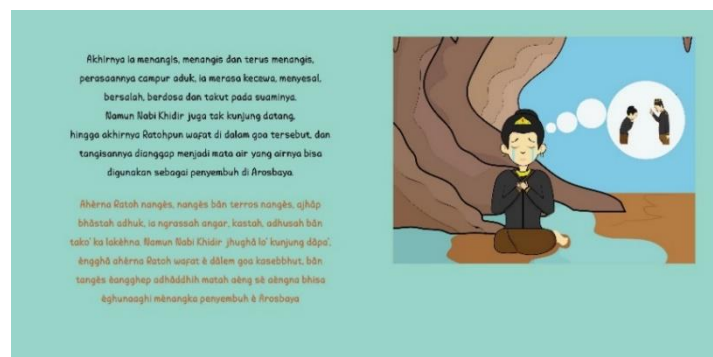 Akhirnya ia menangis, menangis dan terus menangis,
perasaannya campur aduk, ia merasa kecewa, menyesal,
bersalah, berdosa dan takut pada suaminya.
Namun Nabi Khidir juga tak kunjung datang,
hingga akhirnya Ratohpun wafat di dalam goa tersebut, dan
tangisannya dianggap menjadi mata air yang airnya bisa
digunakan sebagai penyembuh di Arosbaya.
Ahèrna Ratoh nangès, nangès bân terros nangès, ajhâp
bhâstah adhuk, ia ngrassah angar, kastah, adhusah bân
tako' ka lakèhna. Namun Nabi Khidir jhughâ lo' kunjung dâpa',
èngghâ ahèrna Ratoh wafat è dâlem goa kasebbhut, bân
tangès èangghep adhâddhih matah aèng sè aèngna bhisa
èghunaaghi mènangka penyembuh è Arosbaya